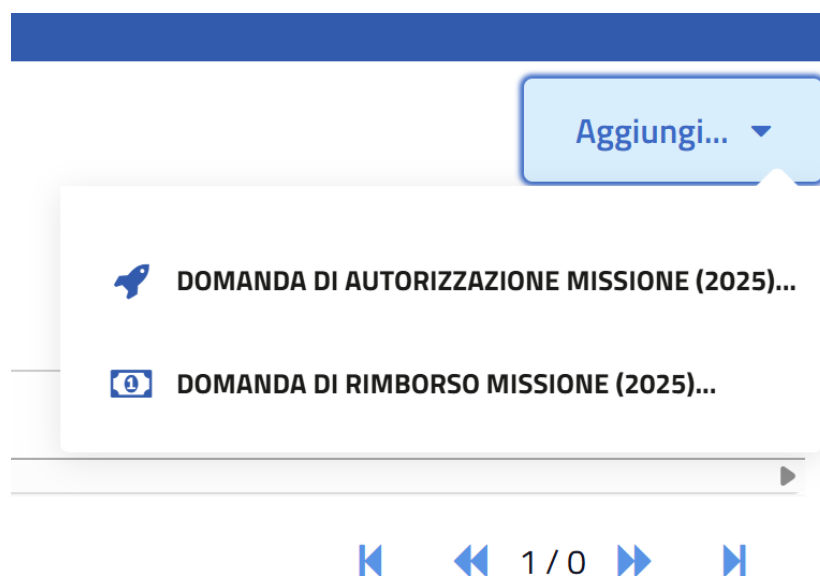 Aggiungi...
DOMANDA DI AUTORIZZAZIONE MISSIONE (2025)...
DOMANDA DI RIMBORSO MISSIONE (2025)...
1 / 0